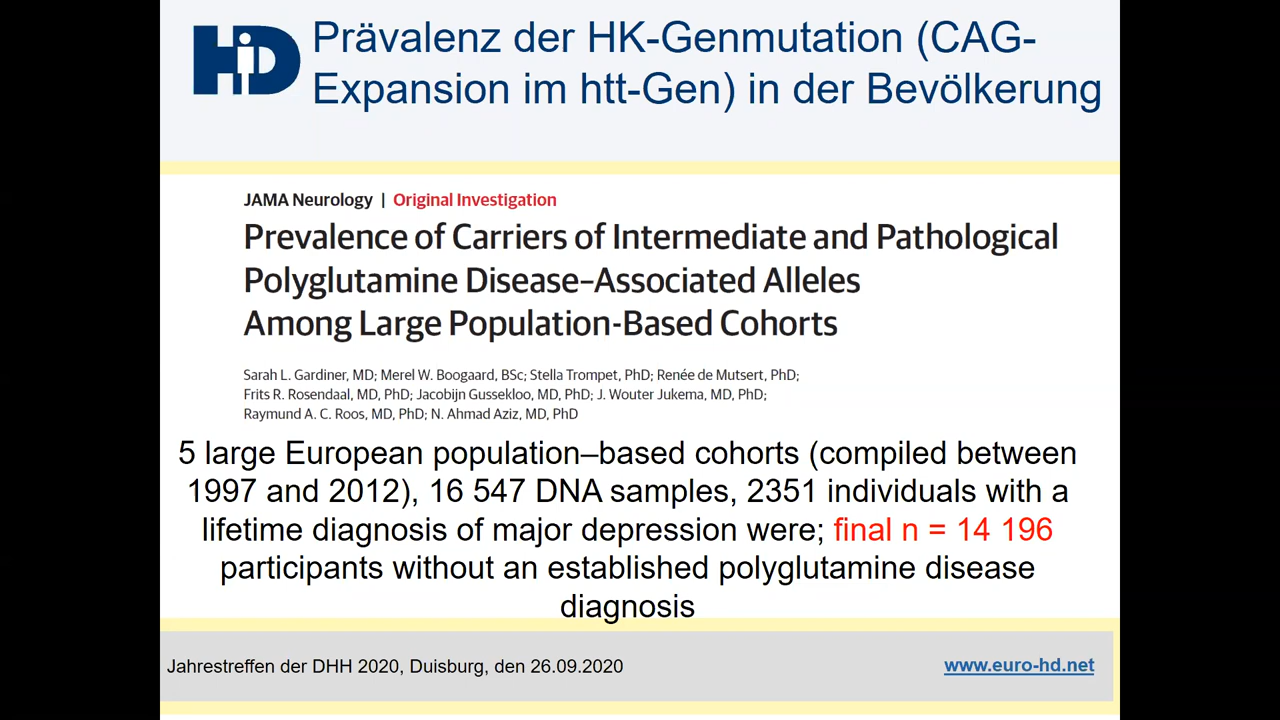 HD
Prävalenz der HK-Genmutation (CAG-
Expansion im htt-Gen) in der Bevölkerung
JAMA Neurology | Original Investigation
Prevalence of Carriers of Intermediate and Pathological
Polyglutamine Disease–Associated Alleles
Among Large Population-Based Cohorts
Sarah L. Gardiner, MD; Merel W. Boogaard, BSc; Stella Trompet, PhD; Renée de Mutsert, PhD;
Frits R. Rosendaal, MD, PhD; Jacobijn Gussekloo, MD, PhD; J. Wouter Jukema, MD, PhD;
Raymund A. C. Roos, MD, PhD; N. Ahmad Aziz, MD, PhD
5 large European population–based cohorts (compiled between
1997 and 2012), 16 547 DNA samples, 2351 individuals with a
lifetime diagnosis of major depression were; final n = 14 196
participants without an established polyglutamine disease
diagnosis
Jahrestreffen der DHH 2020, Duisburg, den 26.09.2020
www.euro-hd.net